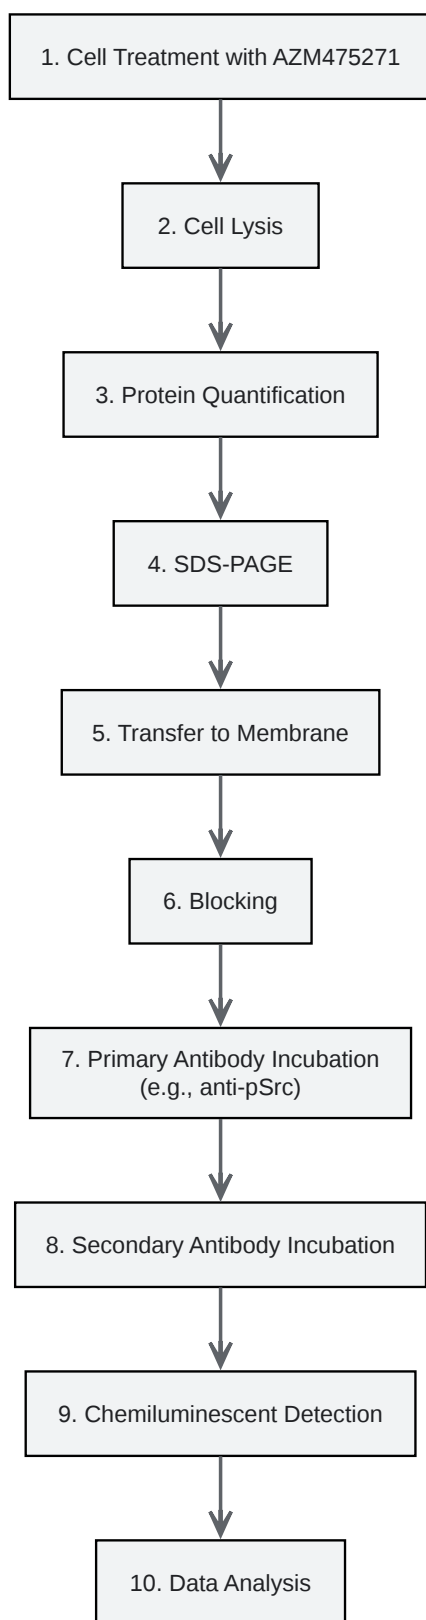 1. Cell Treatment with AZM475271
2. Cell Lysis
3. Protein Quantification
4. SDS-PAGE
5. Transfer to Membrane
6. Blocking
7. Primary Antibody Incubation
(e.g., anti-pSrc)
8. Secondary Antibody Incubation
9. Chemiluminescent Detection
10. Data Analysis